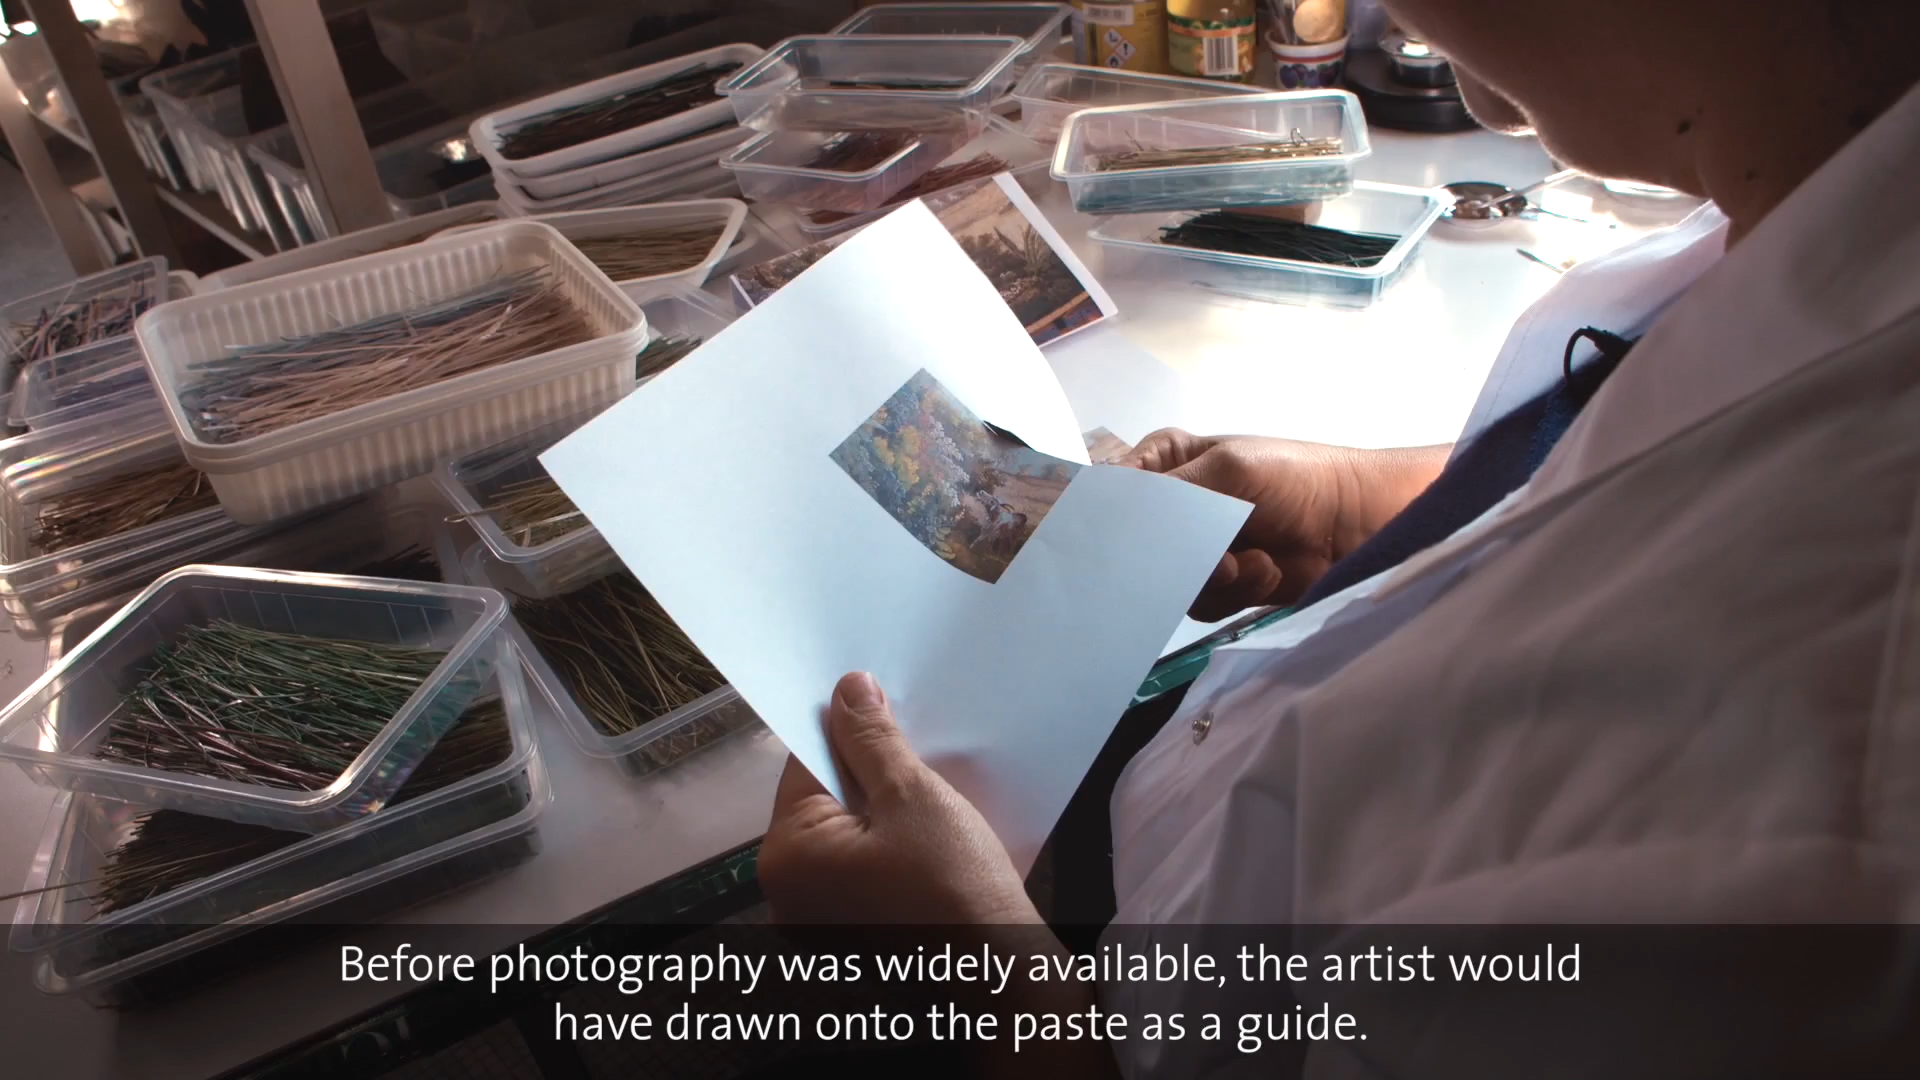 Before photography was widely available, the artist would
have drawn onto the paste as a guide.